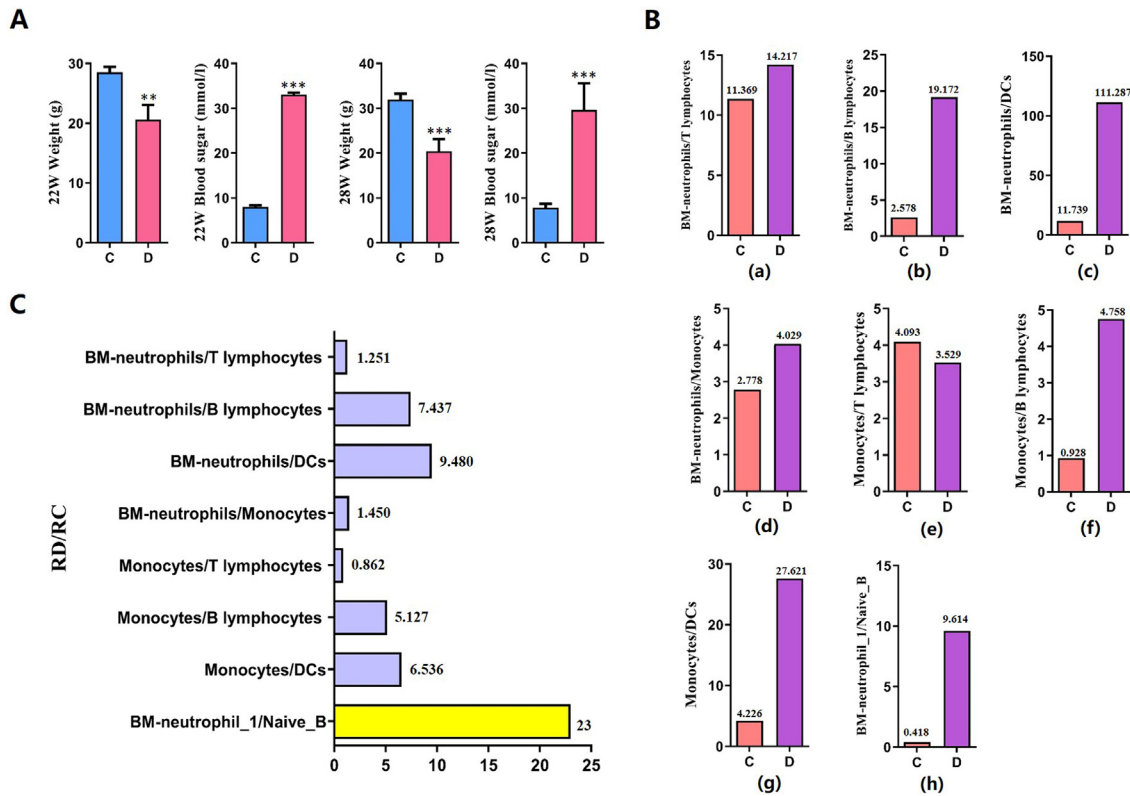 A
22W Weight (g)
30
20
10
0
**
C
D
22W Blood sugar (mmol/l)
40
30
20
10
0
***
C
D
28W Weight (g)
40
30
20
10
0
***
C
D
28W Blood sugar (mmol/l)
40
30
20
10
0
***
C
D
B
BM-neutrophils/T lymphocytes
15
10
5
0
11.369
14.217
C
D
(a)
BM-neutrophils/B lymphocytes
25
20
15
10
5
0
2.578
19.172
C
D
(b)
BM-neutrophils/DCs
150
100
50
0
11.739
111.287
C
D
(c)
BM-neutrophils/Monocytes
5
4
3
2
1
0
2.778
4.029
C
D
(d)
Monocytes/T lymphocytes
5
4
3
2
1
0
4.093
3.529
C
D
(e)
Monocytes/B lymphocytes
5
4
3
2
1
0
0.928
4.758
C
D
(f)
Monocytes/DCs
30
20
10
0
4.226
27.621
C
D
(g)
BM-neutrophil_1/Naive_B
15
10
5
0
0.418
9.614
C
D
(h)
C
RD/RC
BM-neutrophils/T lymphocytes
1.251
BM-neutrophils/B lymphocytes
7.437
BM-neutrophils/DCs
9.480
BM-neutrophils/Monocytes
1.450
Monocytes/T lymphocytes
0.862
Monocytes/B lymphocytes
5.127
Monocytes/DCs
6.536
BM-neutrophil_1/Naive_B
23
0
5
10
15
20
25